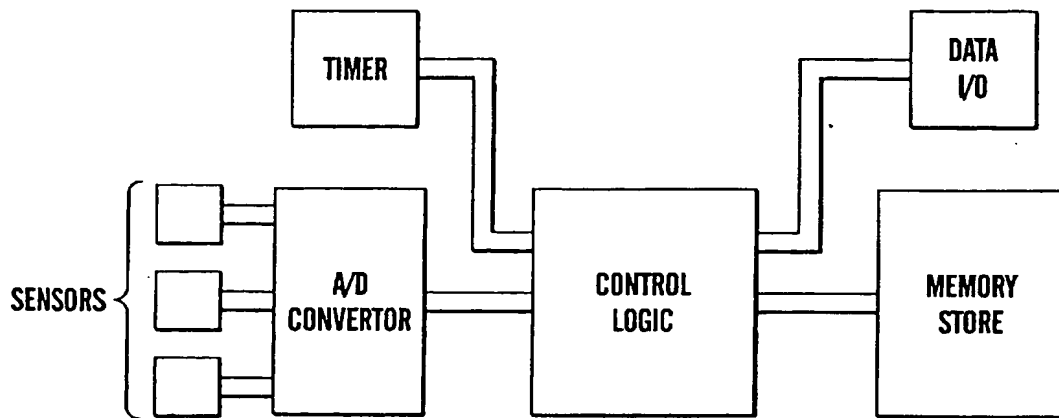 TIMER
DATA
I/O
SENSORS
A/D
CONVERTOR
CONTROL
LOGIC
MEMORY
STORE